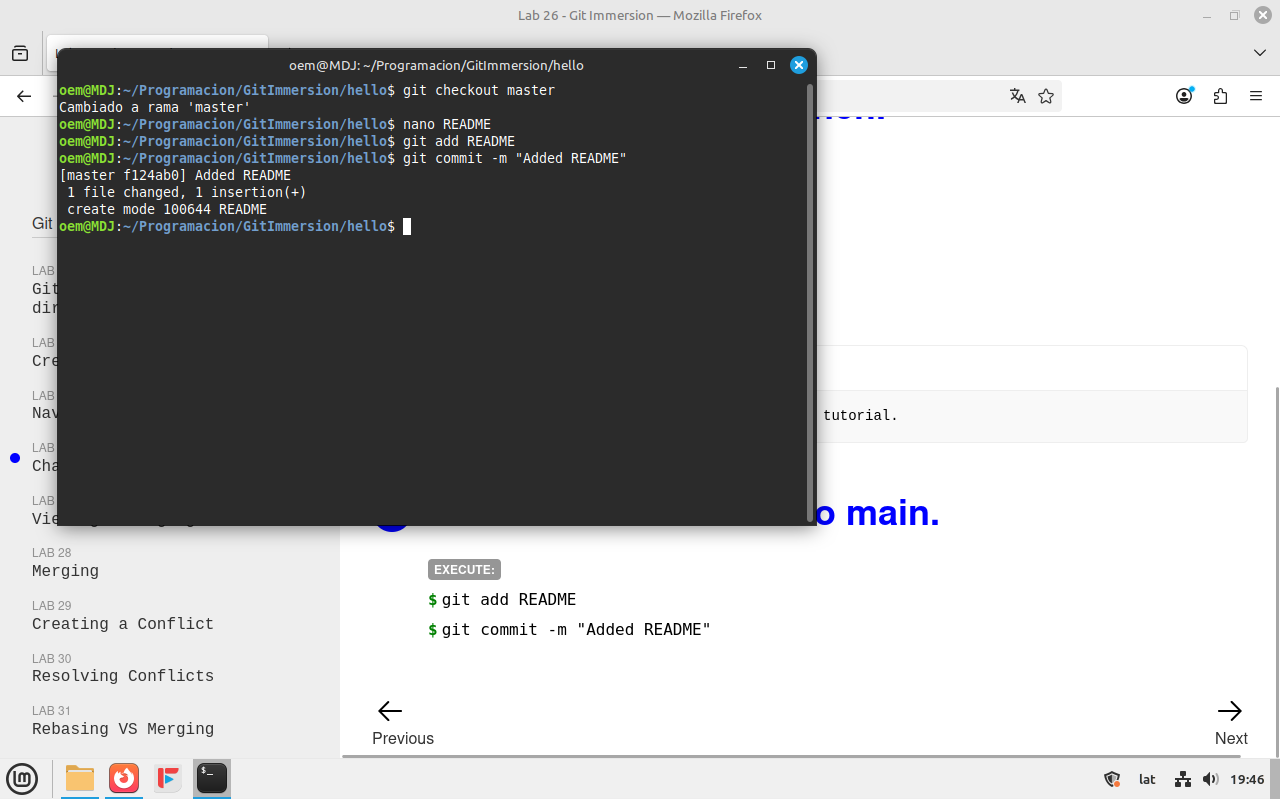 Lab 26 - Git Immersion — Mozilla Firefox
oem@MDJ: ~/Programacion/GitImmersion/hello
oem@MDJ:~/Programacion/GitImmersion/hello$ git checkout master
Cambiado a rama 'master'
oem@MDJ:~/Programacion/GitImmersion/hello$ nano README
oem@MDJ:~/Programacion/GitImmersion/hello$ git add README
oem@MDJ:~/Programacion/GitImmersion/hello$ git commit -m "Added README"
[master f124ab0] Added README
 1 file changed, 1 insertion(+)
 create mode 100644 README
oem@MDJ:~/Programacion/GitImmersion/hello$
Git
LAB
Git
dir
LAB
Cre
LAB
Nav
LAB
Cha
LAB
Vie
LAB 28
Merging
LAB 29
Creating a Conflict
LAB 30
Resolving Conflicts
LAB 31
Rebasing VS Merging
tutorial.
o main.
EXECUTE:
$ git add README
$ git commit -m "Added README"
Previous
Next
lat
19:46